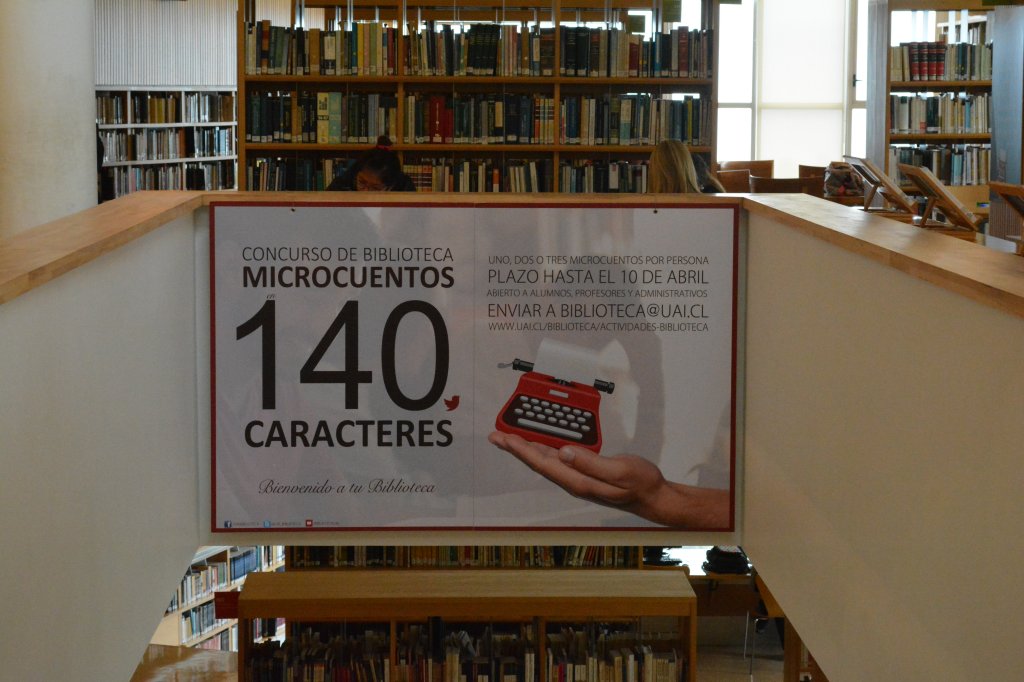 CONCURSO DE BIBLIOTECA
MICROCUENTOS
en
140
CARACTERES
Bienvenido a tu Biblioteca
UNO, DOS O TRES MICROCUENTOS POR PERSONA
PLAZO HASTA EL 10 DE ABRIL
ABIERTO A ALUMNOS, PROFESORES Y ADMINISTRATIVOS
ENVIAR A BIBLIOTECA@UAI.CL
WWW.UAI.CL/BIBLIOTECA/ACTIVIDADES-BIBLIOTECA